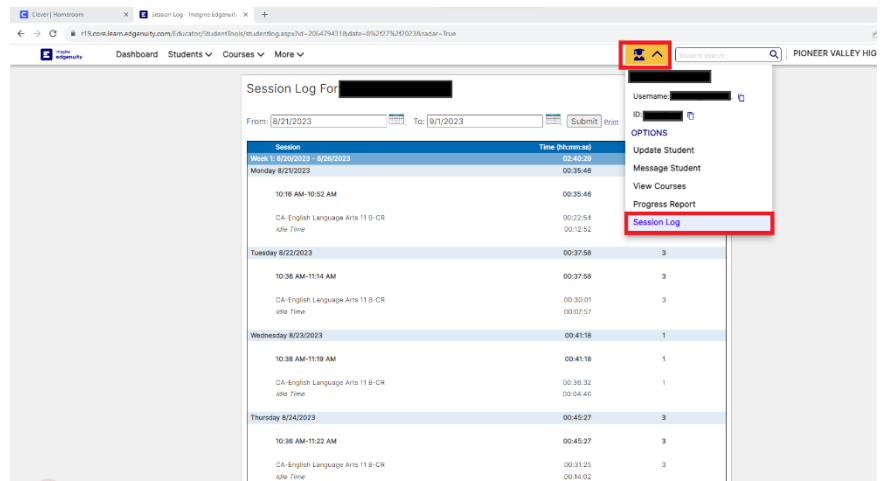 Clever | Homeroom
Session Log - Imagine Edgenuity
r19.core.learn.edgenuity.com/Educator/StudentTools/studentlog.aspx?id=206479431&date=8%2f27%2f2023&radar=True
imagine edgenuity
Dashboard Students Courses More
Student Search
PIONEER VALLEY HIG
Session Log For
Username:
ID:
OPTIONS
Update Student
Message Student
View Courses
Progress Report
Session Log
From: 8/21/2023 To: 9/1/2023 Submit Print
Session Time (hh:mm:ss)
Week 1: 8/20/2023 - 8/26/2023 02:40:29
Monday 8/21/2023 00:35:46
10:16 AM-10:52 AM 00:35:46
CA-English Language Arts 11 B-CR 00:22:54
Idle Time 00:12:52
Tuesday 8/22/2023 00:37:58 3
10:36 AM-11:14 AM 00:37:58 3
CA-English Language Arts 11 B-CR 00:30:01 3
Idle Time 00:07:57
Wednesday 8/23/2023 00:41:18 1
10:38 AM-11:19 AM 00:41:18 1
CA-English Language Arts 11 B-CR 00:36:32 1
Idle Time 00:04:46
Thursday 8/24/2023 00:45:27 3
10:36 AM-11:22 AM 00:45:27 3
CA-English Language Arts 11 B-CR 00:31:25 3
Idle Time 00:14:02